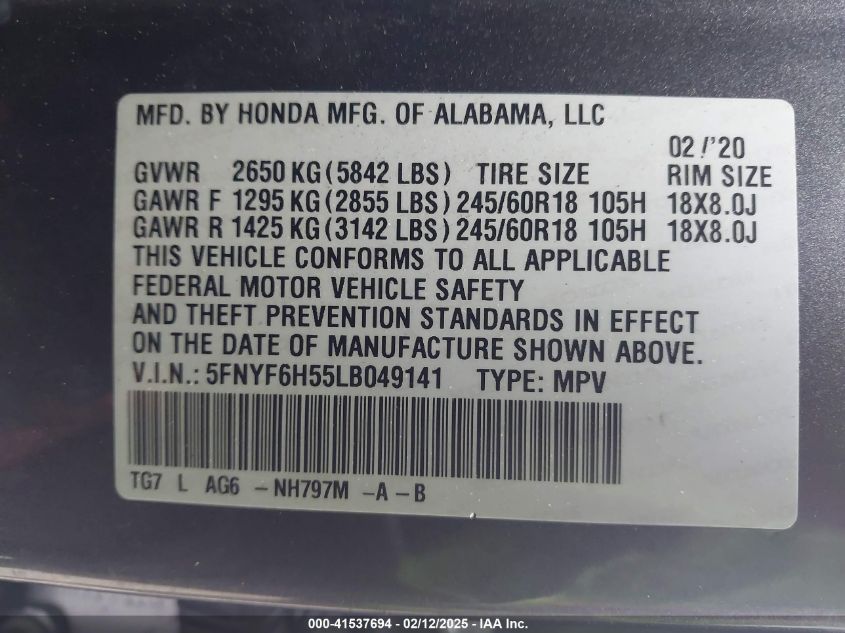 MFD. BY HONDA MFG. OF ALABAMA, LLC
02/'20
GVWR 2650 KG (5842 LBS) TIRE SIZE RIM SIZE
GAWR F 1295 KG (2855 LBS) 245/60R18 105H 18X8.0J
GAWR R 1425 KG (3142 LBS) 245/60R18 105H 18X8.0J
THIS VEHICLE CONFORMS TO ALL APPLICABLE
FEDERAL MOTOR VEHICLE SAFETY
AND THEFT PREVENTION STANDARDS IN EFFECT
ON THE DATE OF MANUFACTURE SHOWN ABOVE.
V.I.N.: 5FNYF6H55LB049141 TYPE: MPV
TG7 L AG6 -NH797M -A -B
000-41537694 - 02/12/2025 - IAA Inc.